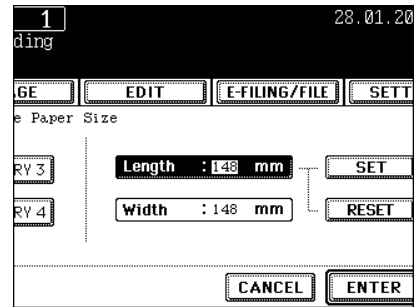 1 28.01.20
ding
GE EDIT E-FILING/FILE SETT
e Paper Size
RY 3 Length : 148 mm SET
RY 4 Width : 148 mm RESET
CANCEL ENTER